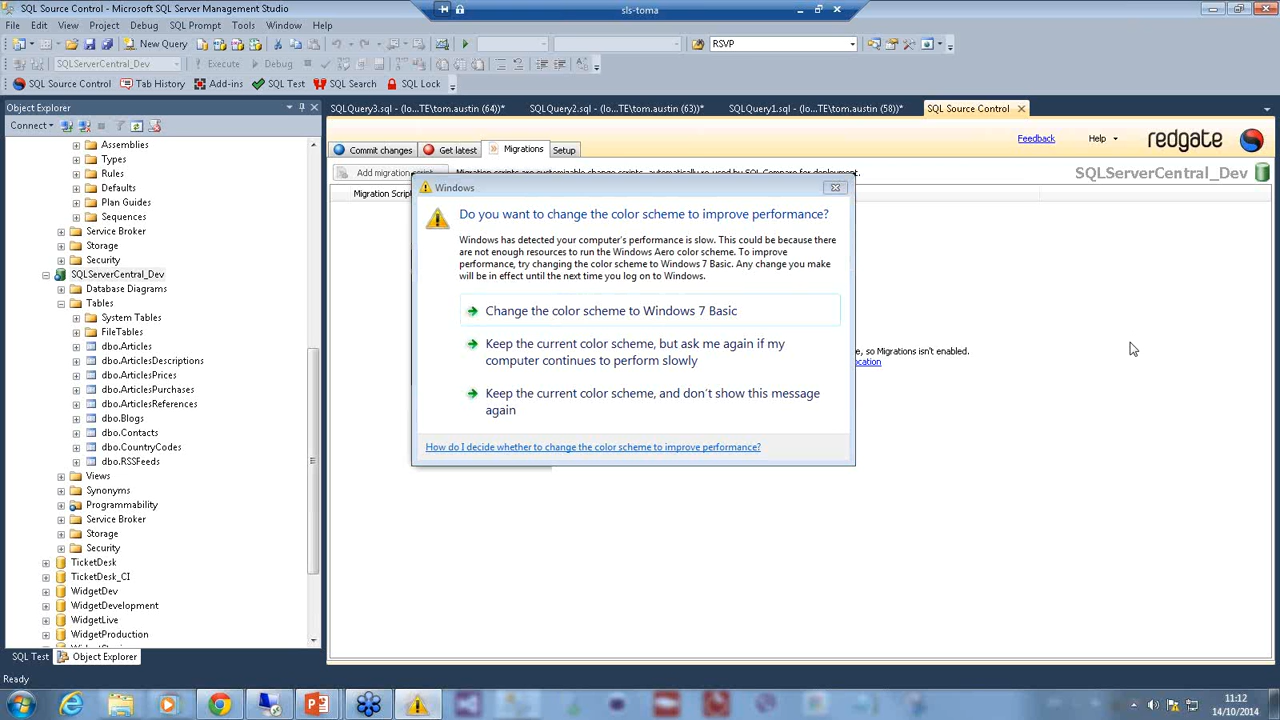 SQL Source Control - Microsoft SQL Server Management Studio
sls-toma
File Edit View Project Debug SQL Prompt Tools Window Help
New Query
RSVP
SQLServerCentral_Dev
Execute
Debug
SQL Source Control Tab History Add-ins SQL Test SQL Search SQL Lock
Object Explorer
SQLQuery3.sql - (lo...TE\tom.austin (64))*
SQLQuery2.sql - (lo...TE\tom.austin (63))*
SQLQuery1.sql - (lo...TE\tom.austin (58))*
SQL Source Control
Connect
Assemblies
Types
Rules
Defaults
Plan Guides
Sequences
Service Broker
Storage
Security
SQLServerCentral_Dev
Database Diagrams
Tables
System Tables
FileTables
dbo.Articles
dbo.ArticlesDescriptions
dbo.ArticlesPrices
dbo.ArticlesPurchases
dbo.ArticlesReferences
dbo.Blogs
dbo.Contacts
dbo.CountryCodes
dbo.RSSFeeds
Views
Synonyms
Programmability
Service Broker
Storage
Security
TicketDesk
TicketDesk_CI
WidgetDev
WidgetDevelopment
WidgetLive
WidgetProduction
SQL Test
Object Explorer
Feedback
Help
redgate
Commit changes
Get latest
Migrations
Setup
Add migration script
SQLServerCentral_Dev
Migration Scrip
Windows
Do you want to change the color scheme to improve performance?
Windows has detected your computer's performance is slow. This could be because there
are not enough resources to run the Windows Aero color scheme. To improve
performance, try changing the color scheme to Windows 7 Basic. Any change you make
will be in effect until the next time you log on to Windows.
Change the color scheme to Windows 7 Basic
Keep the current color scheme, but ask me again if my
computer continues to perform slowly
Keep the current color scheme, and don't show this message
again
How do I decide whether to change the color scheme to improve performance?
, so Migrations isn't enabled.
Ready
11:12
14/10/2014